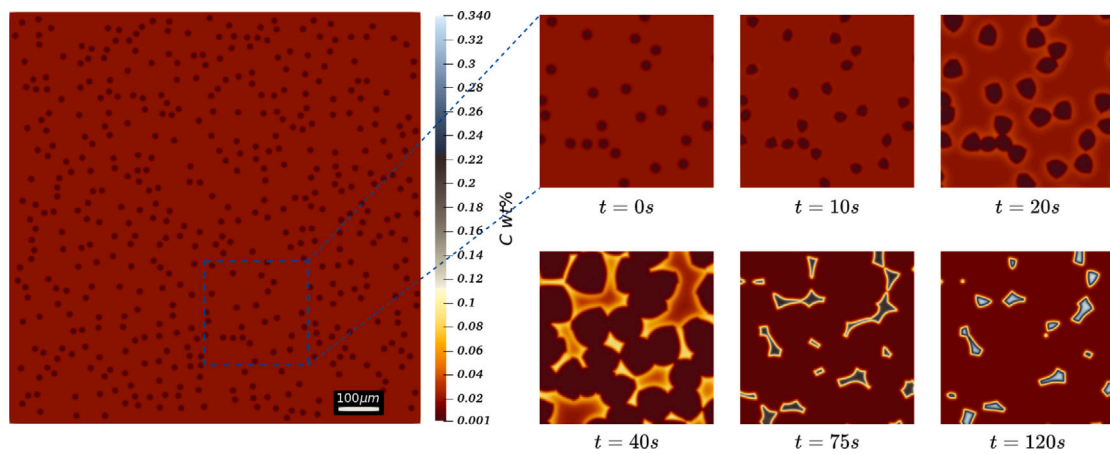 0.340
0.32
0.3
0.28
0.26
0.24
0.22
0.2
0.18
0.16
0.14
0.12
0.1
0.08
0.06
0.04
0.02
0.001
C wt%
100μm
t = 0s
t = 10s
t = 20s
t = 40s
t = 75s
t = 120s